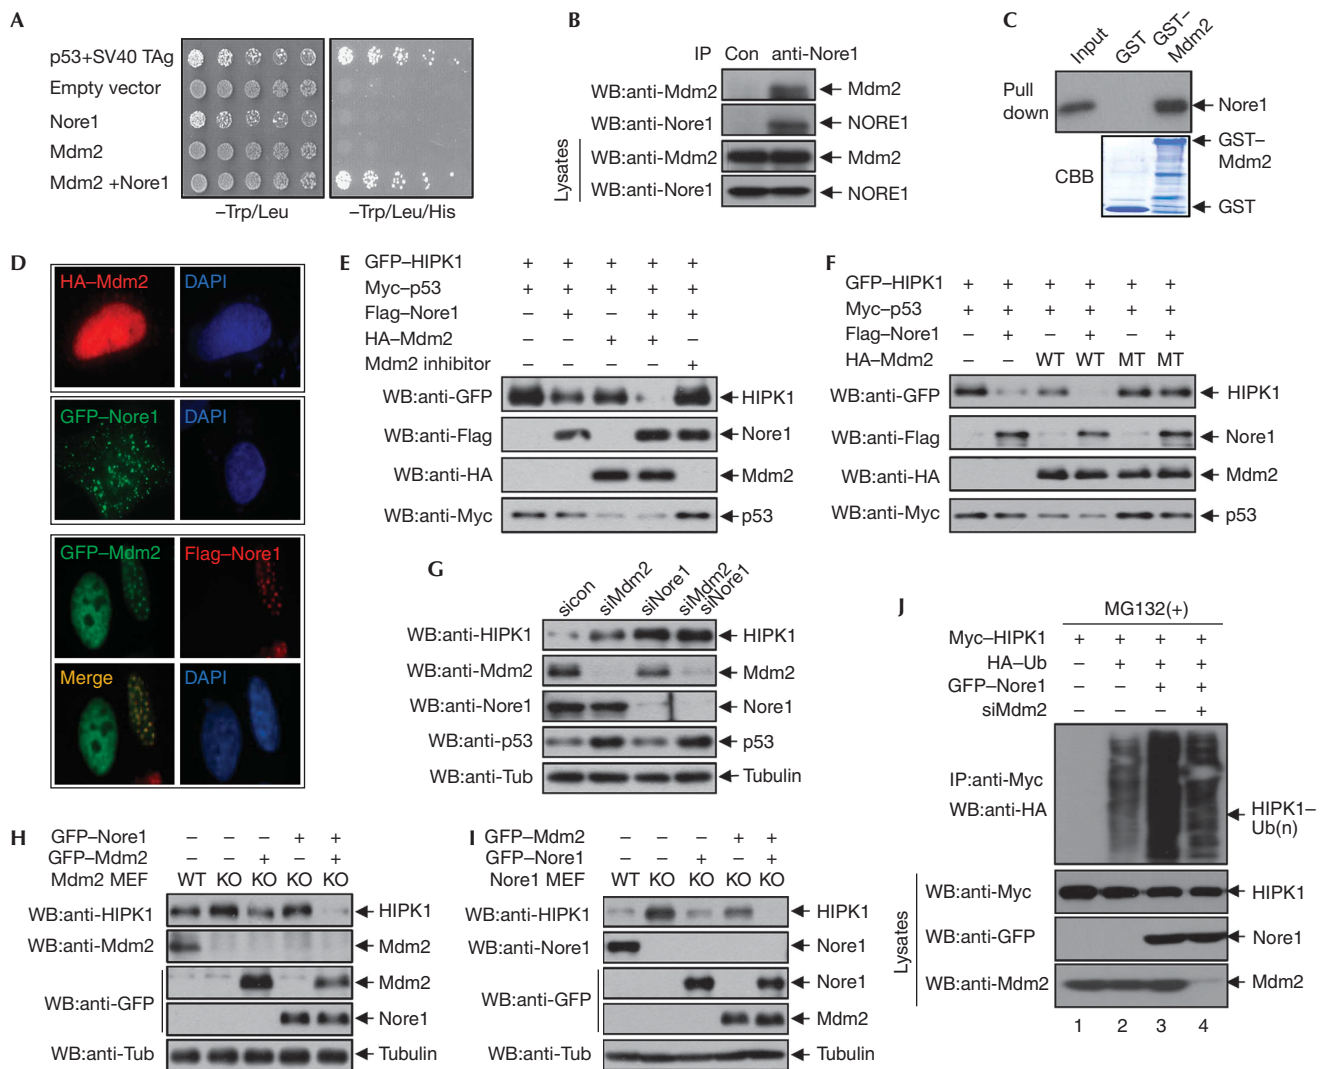 A
p53+SV40 TAg
Empty vector
Nore1
Mdm2
Mdm2 +Nore1
–Trp/Leu
–Trp/Leu/His
B
IP Con anti-Nore1
WB:anti-Mdm2 Mdm2
WB:anti-Nore1 NORE1
Lysates
WB:anti-Mdm2 Mdm2
WB:anti-Nore1 NORE1
C
Input
GST
GST–Mdm2
Pull down
Nore1
GST–Mdm2
CBB
GST
D
HA–Mdm2
DAPI
GFP–Nore1
DAPI
GFP–Mdm2
Flag–Nore1
Merge
DAPI
E
GFP–HIPK1 + + + + +
Myc–p53 + + + + +
Flag–Nore1 – + – + +
HA–Mdm2 – – + + –
Mdm2 inhibitor – – – – +
WB:anti-GFP HIPK1
WB:anti-Flag Nore1
WB:anti-HA Mdm2
WB:anti-Myc p53
F
GFP–HIPK1 + + + + + +
Myc–p53 + + + + + +
Flag–Nore1 – + – + – +
HA–Mdm2 – – WT WT MT MT
WB:anti-GFP HIPK1
WB:anti-Flag Nore1
WB:anti-HA Mdm2
WB:anti-Myc p53
G
sicon
siMdm2
siNore1
siMdm2
siNore1
WB:anti-HIPK1 HIPK1
WB:anti-Mdm2 Mdm2
WB:anti-Nore1 Nore1
WB:anti-p53 p53
WB:anti-Tub Tubulin
H
GFP–Nore1 – – – + +
GFP–Mdm2 – – + – +
Mdm2 MEF WT KO KO KO KO
WB:anti-HIPK1 HIPK1
WB:anti-Mdm2 Mdm2
WB:anti-GFP
Mdm2
Nore1
WB:anti-Tub Tubulin
I
GFP–Mdm2 – – – + +
GFP–Nore1 – – + – +
Nore1 MEF WT KO KO KO KO
WB:anti-HIPK1 HIPK1
WB:anti-Nore1 Nore1
WB:anti-GFP
Nore1
Mdm2
WB:anti-Tub Tubulin
J
MG132(+)
Myc–HIPK1 + + + +
HA–Ub – + + +
GFP–Nore1 – – + +
siMdm2 – – – +
IP:anti-Myc
WB:anti-HA
HIPK1–Ub(n)
Lysates
WB:anti-Myc HIPK1
WB:anti-GFP Nore1
WB:anti-Mdm2 Mdm2
1 2 3 4